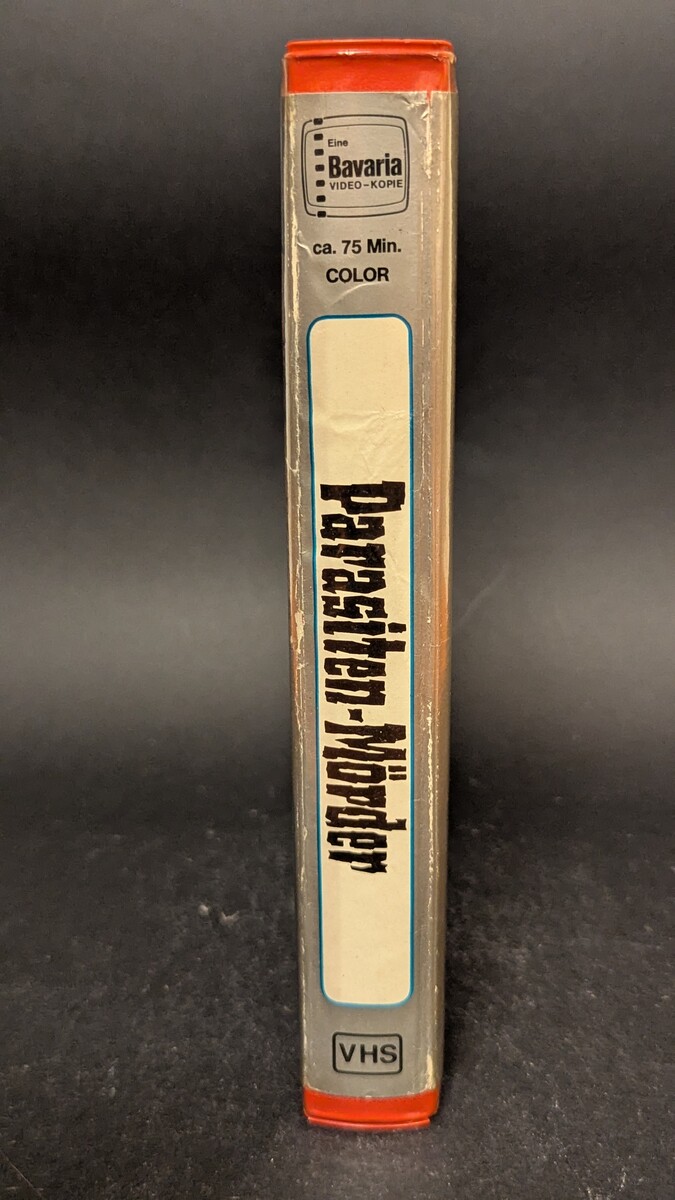 Eine
Bavaria
VIDEO-KOPIE
ca. 75 Min.
COLOR
Parasiten-Mörder
VHS